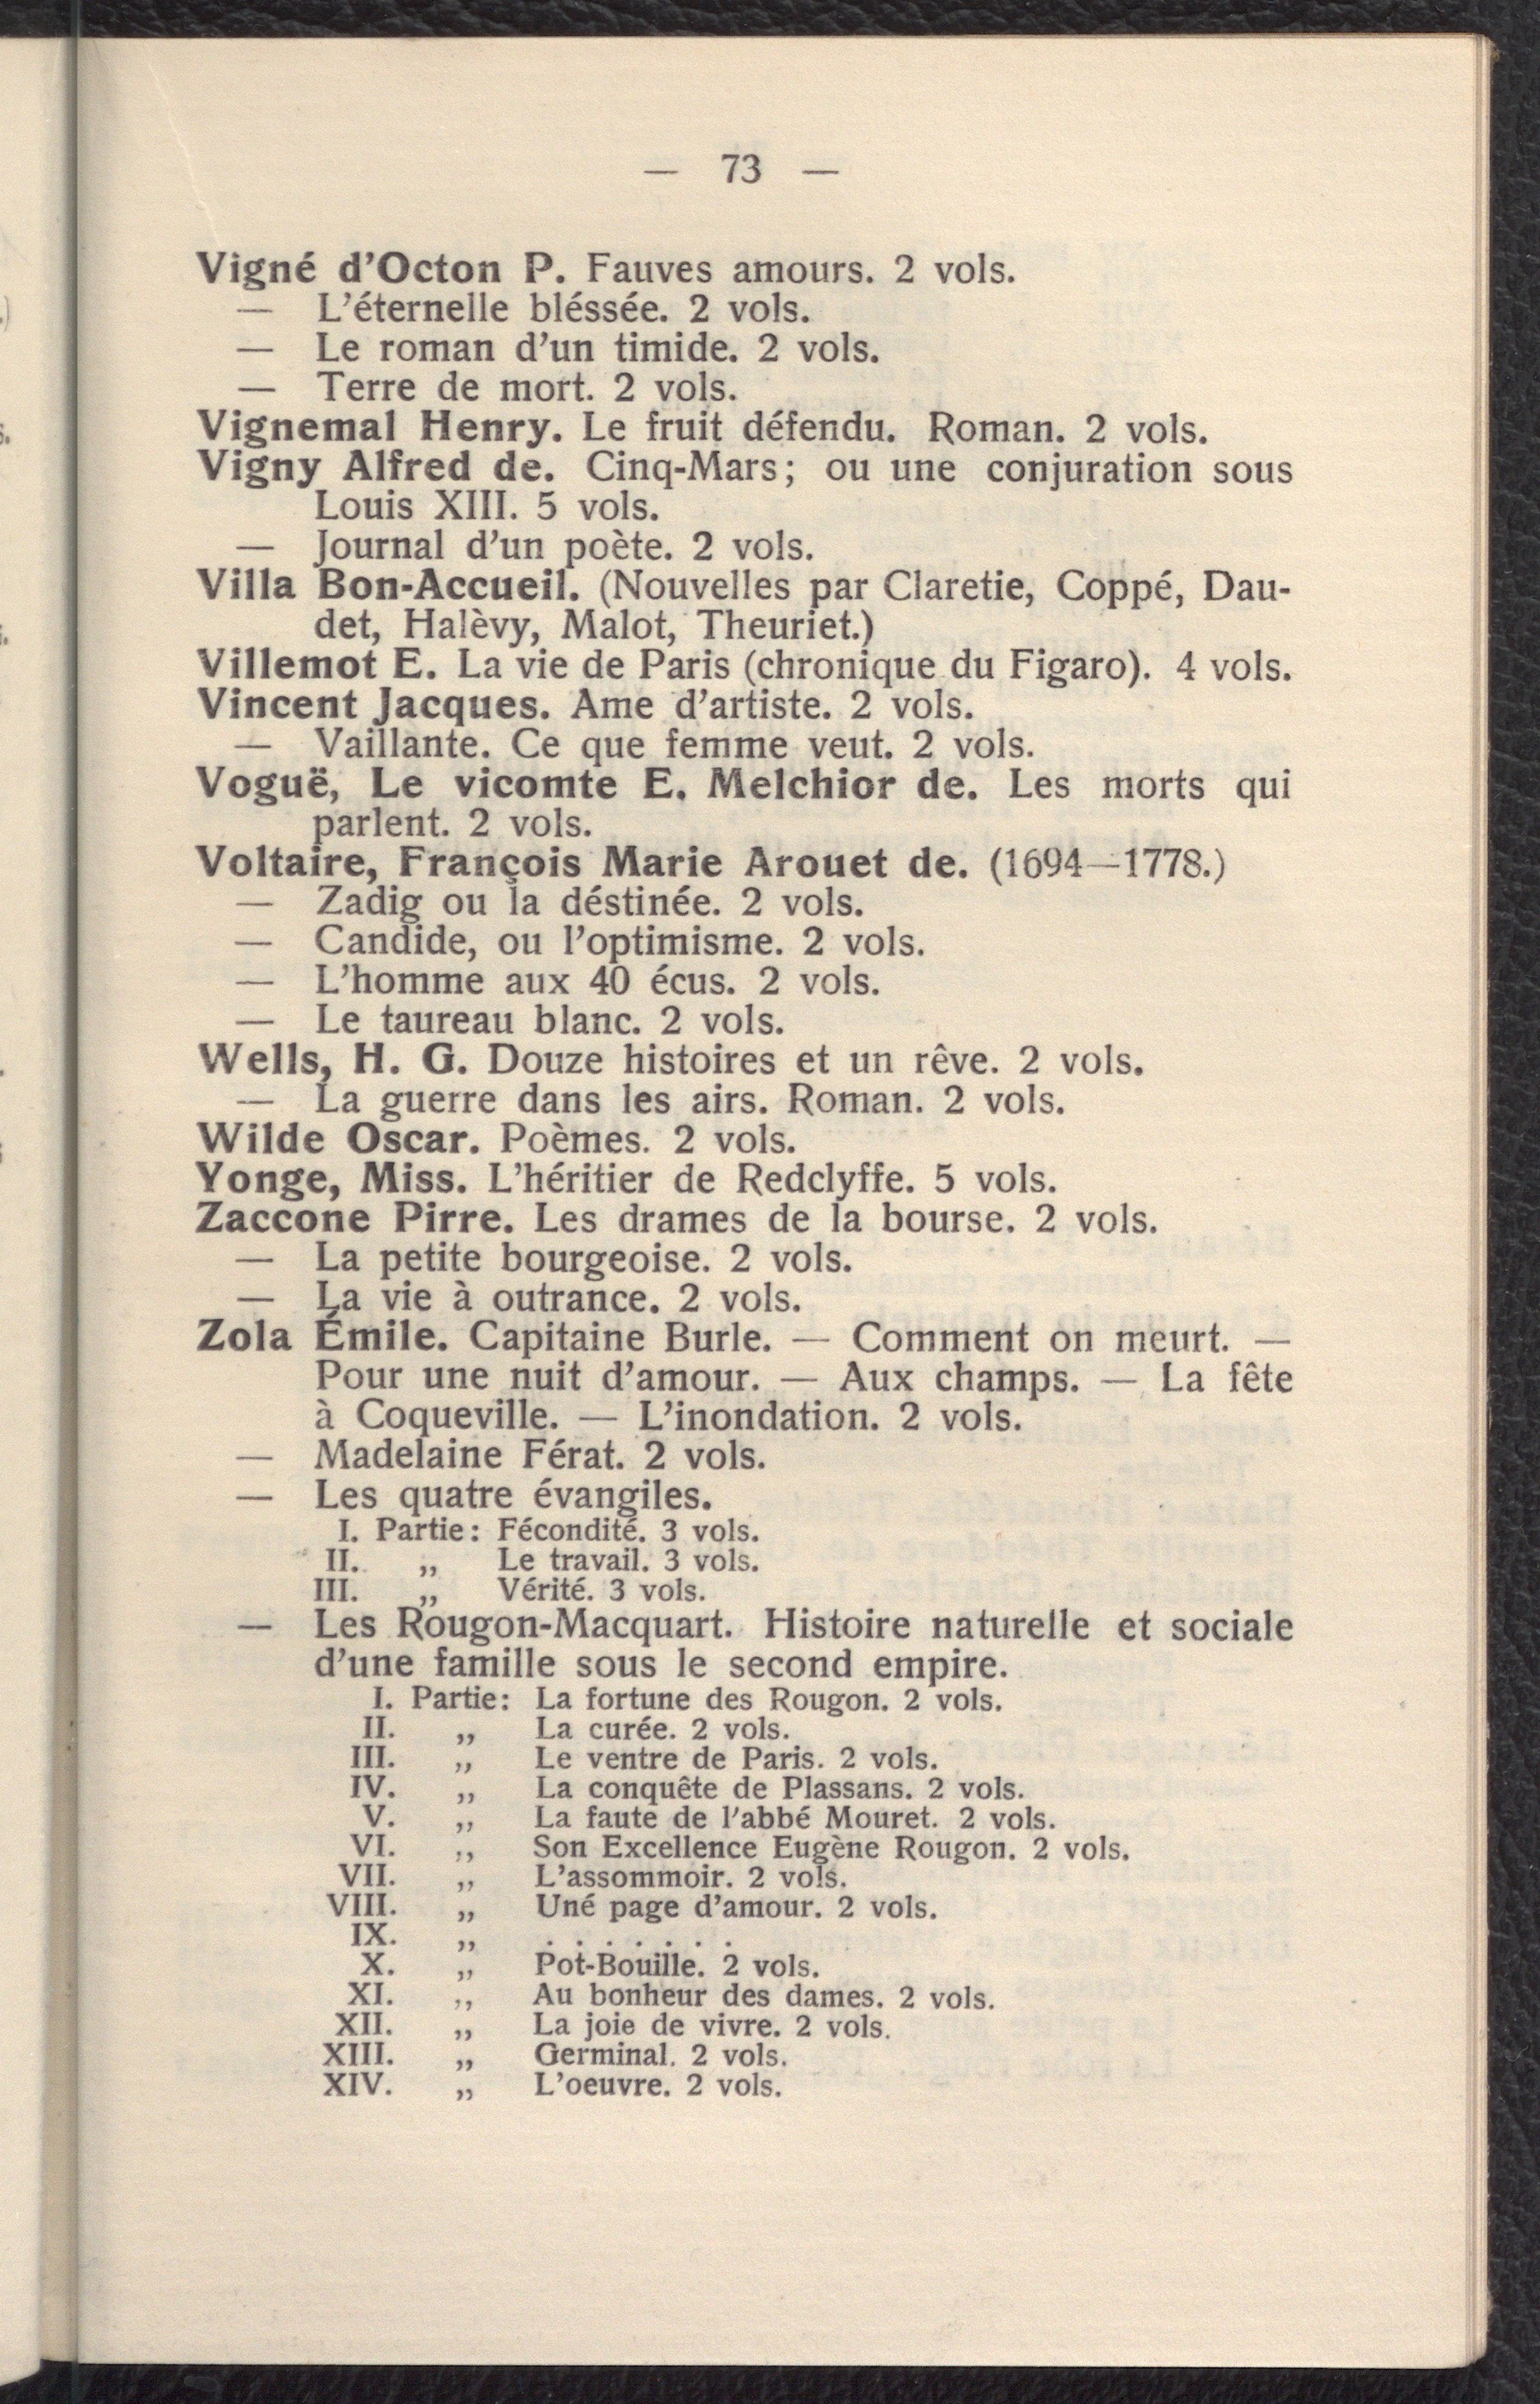 — 73 —
Vigné d'Octon P. Fauves amours. 2 vols.
— L'éternelle bléssée. 2 vols.
— Le roman d'un timide. 2 vols.
— Terre de mort. 2 vols.
Vignemal Henry. Le fruit défendu. Roman. 2 vols.
Vigny Alfred de. Cinq-Mars; ou une conjuration sous
Louis XIII. 5 vols.
— Journal d'un poète. 2 vols.
Villa Bon-Accueil. (Nouvelles par Claretie, Coppé, Dau-
det, Halèvy, Malot, Theuriet.)
Villemot E. La vie de Paris (chronique du Figaro). 4 vols.
Vincent Jacques. Ame d'artiste. 2 vols.
— Vaillante. Ce que femme veut. 2 vols.
Voguë, Le vicomte E. Melchior de. Les morts qui
parlent. 2 vols.
Voltaire, François Marie Arouet de. (1694—1778.)
— Zadig ou la déstinée. 2 vols.
— Candide, ou l'optimisme. 2 vols.
— L'homme aux 40 écus. 2 vols.
— Le taureau blanc. 2 vols.
Wells, H. G. Douze histoires et un rêve. 2 vols.
— La guerre dans les airs. Roman. 2 vols.
Wilde Oscar. Poèmes. 2 vols.
Yonge, Miss. L'héritier de Redclyffe. 5 vols.
Zaccone Pirre. Les drames de la bourse. 2 vols.
— La petite bourgeoise. 2 vols.
— La vie à outrance. 2 vols.
Zola Émile. Capitaine Burle. — Comment on meurt. —
Pour une nuit d'amour. — Aux champs. — La fête
à Coqueville. — L'inondation. 2 vols.
— Madelaine Férat. 2 vols.
— Les quatre évangiles.
I. Partie: Fécondité. 3 vols.
II. „ Le travail. 3 vols.
III. „ Vérité. 3 vols.
— Les Rougon-Macquart. Histoire naturelle et sociale
d'une famille sous le second empire.
I. Partie: La fortune des Rougon. 2 vols.
II. „ La curée. 2 vols.
III. „ Le ventre de Paris. 2 vols.
IV. „ La conquête de Plassans. 2 vols.
V. „ La faute de l'abbé Mouret. 2 vols.
VI. „ Son Excellence Eugène Rougon. 2 vols.
VII. „ L'assommoir. 2 vols.
VIII. „ Uné page d'amour. 2 vols.
IX. „ . . . . . . .
X. „ Pot-Bouille. 2 vols.
XI. „ Au bonheur des dames. 2 vols.
XII. „ La joie de vivre. 2 vols.
XIII. „ Germinal. 2 vols.
XIV. „ L'oeuvre. 2 vols.